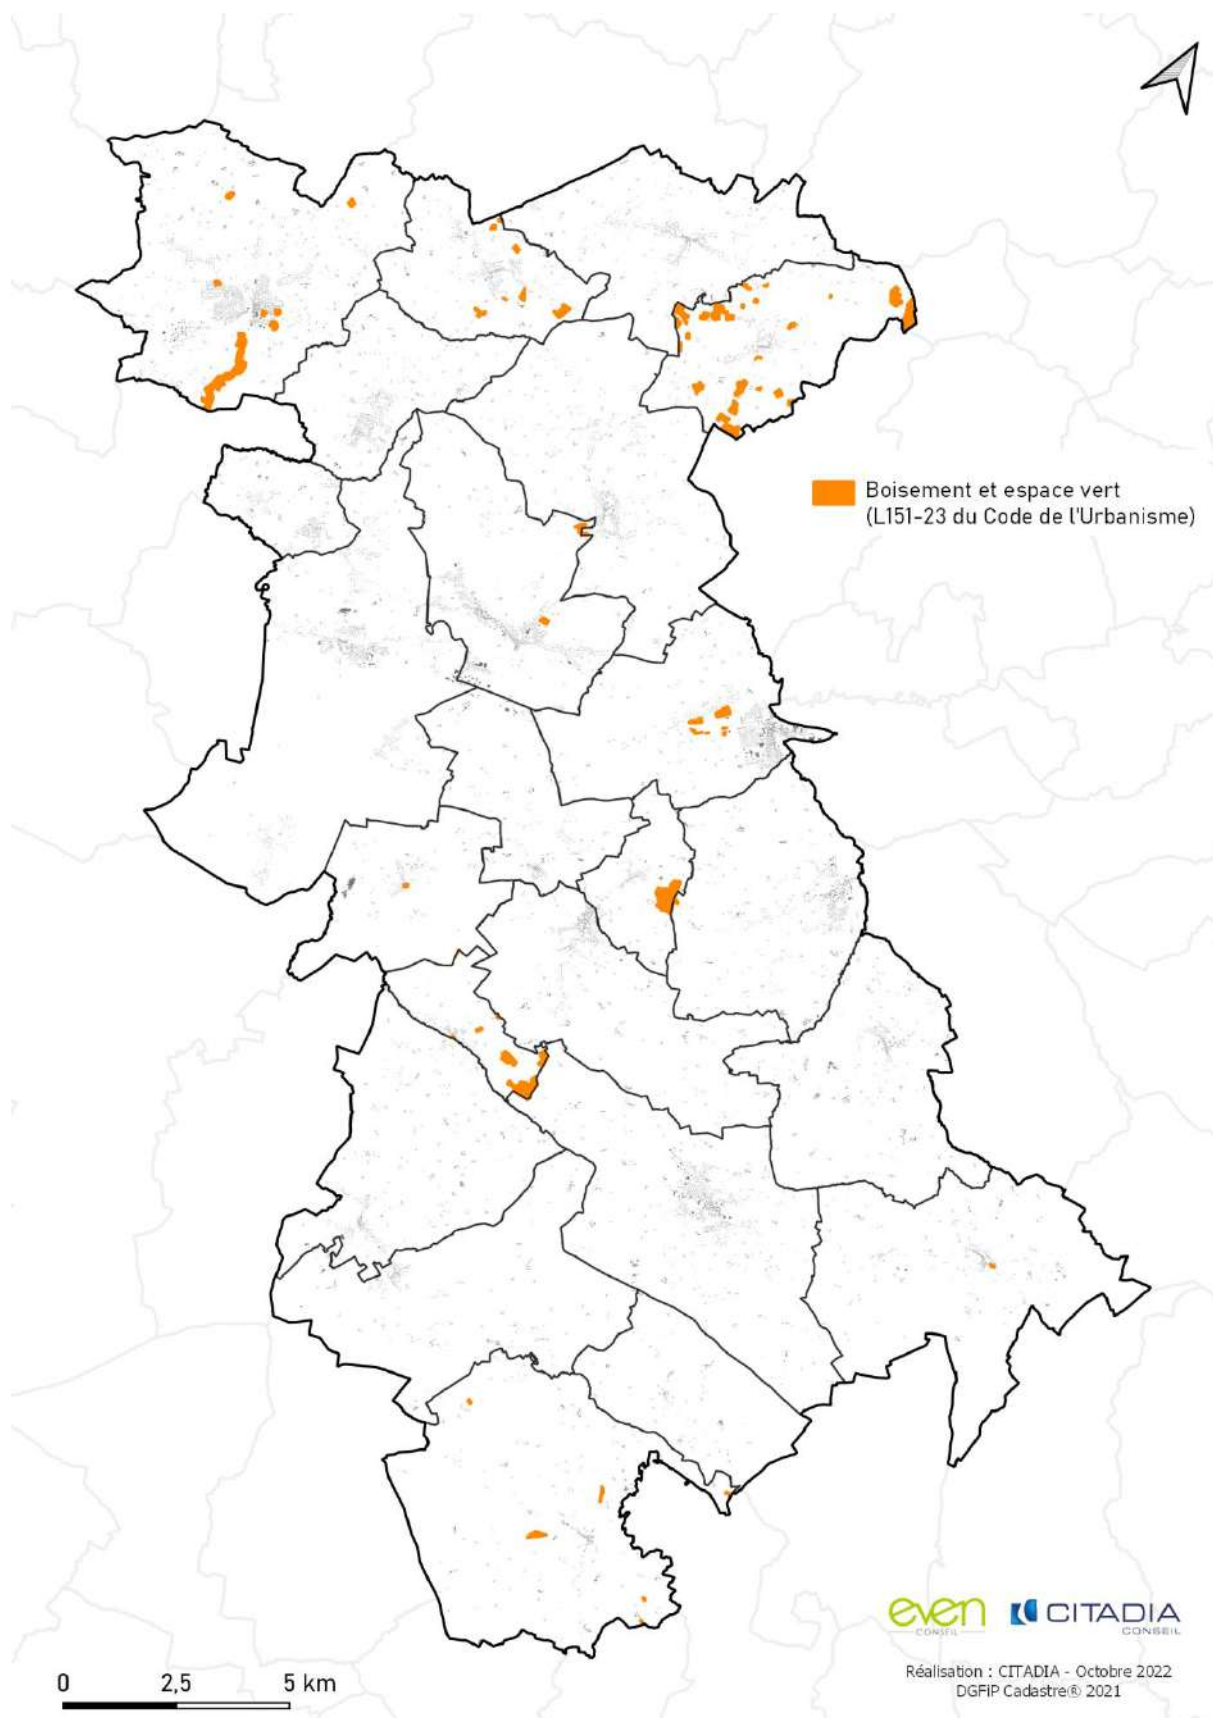 Boisement et espace vert
(L151-23 du Code de l'Urbanisme)
even
CONSEIL
CITADIA
CONSEIL
Réalisation : CITADIA - Octobre 2022
DGFiP Cadastre® 2021
0 2,5 5 km